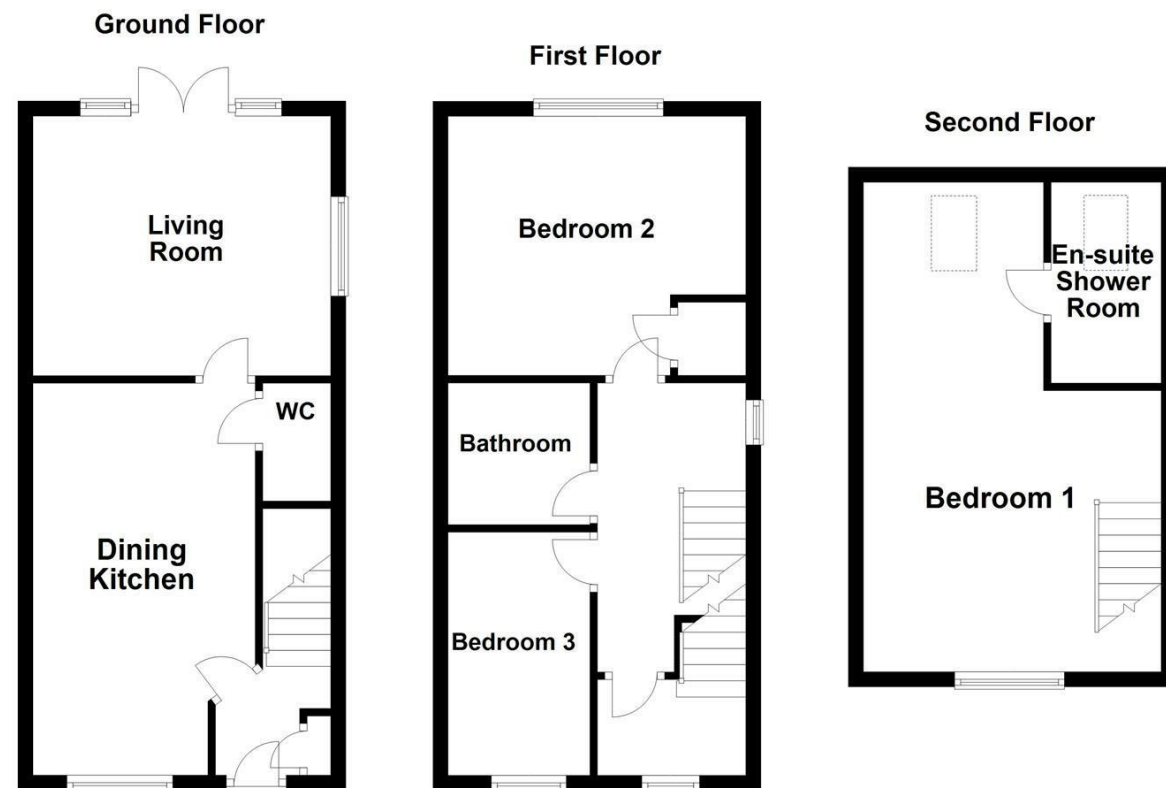 Ground Floor
Living
Room
WC
Dining
Kitchen
First Floor
Bedroom 2
Bathroom
Bedroom 3
Second Floor
En-suite
Shower
Room
Bedroom 1